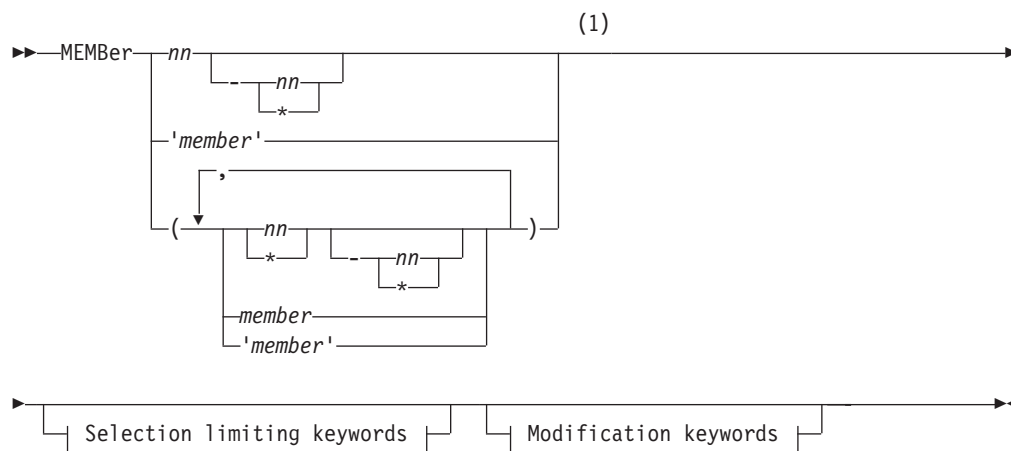 (1)
MEMBer nn
- nn
*
'member'
,
( nn )
* - nn
*
member
'member'
Selection limiting keywords Modification keywords